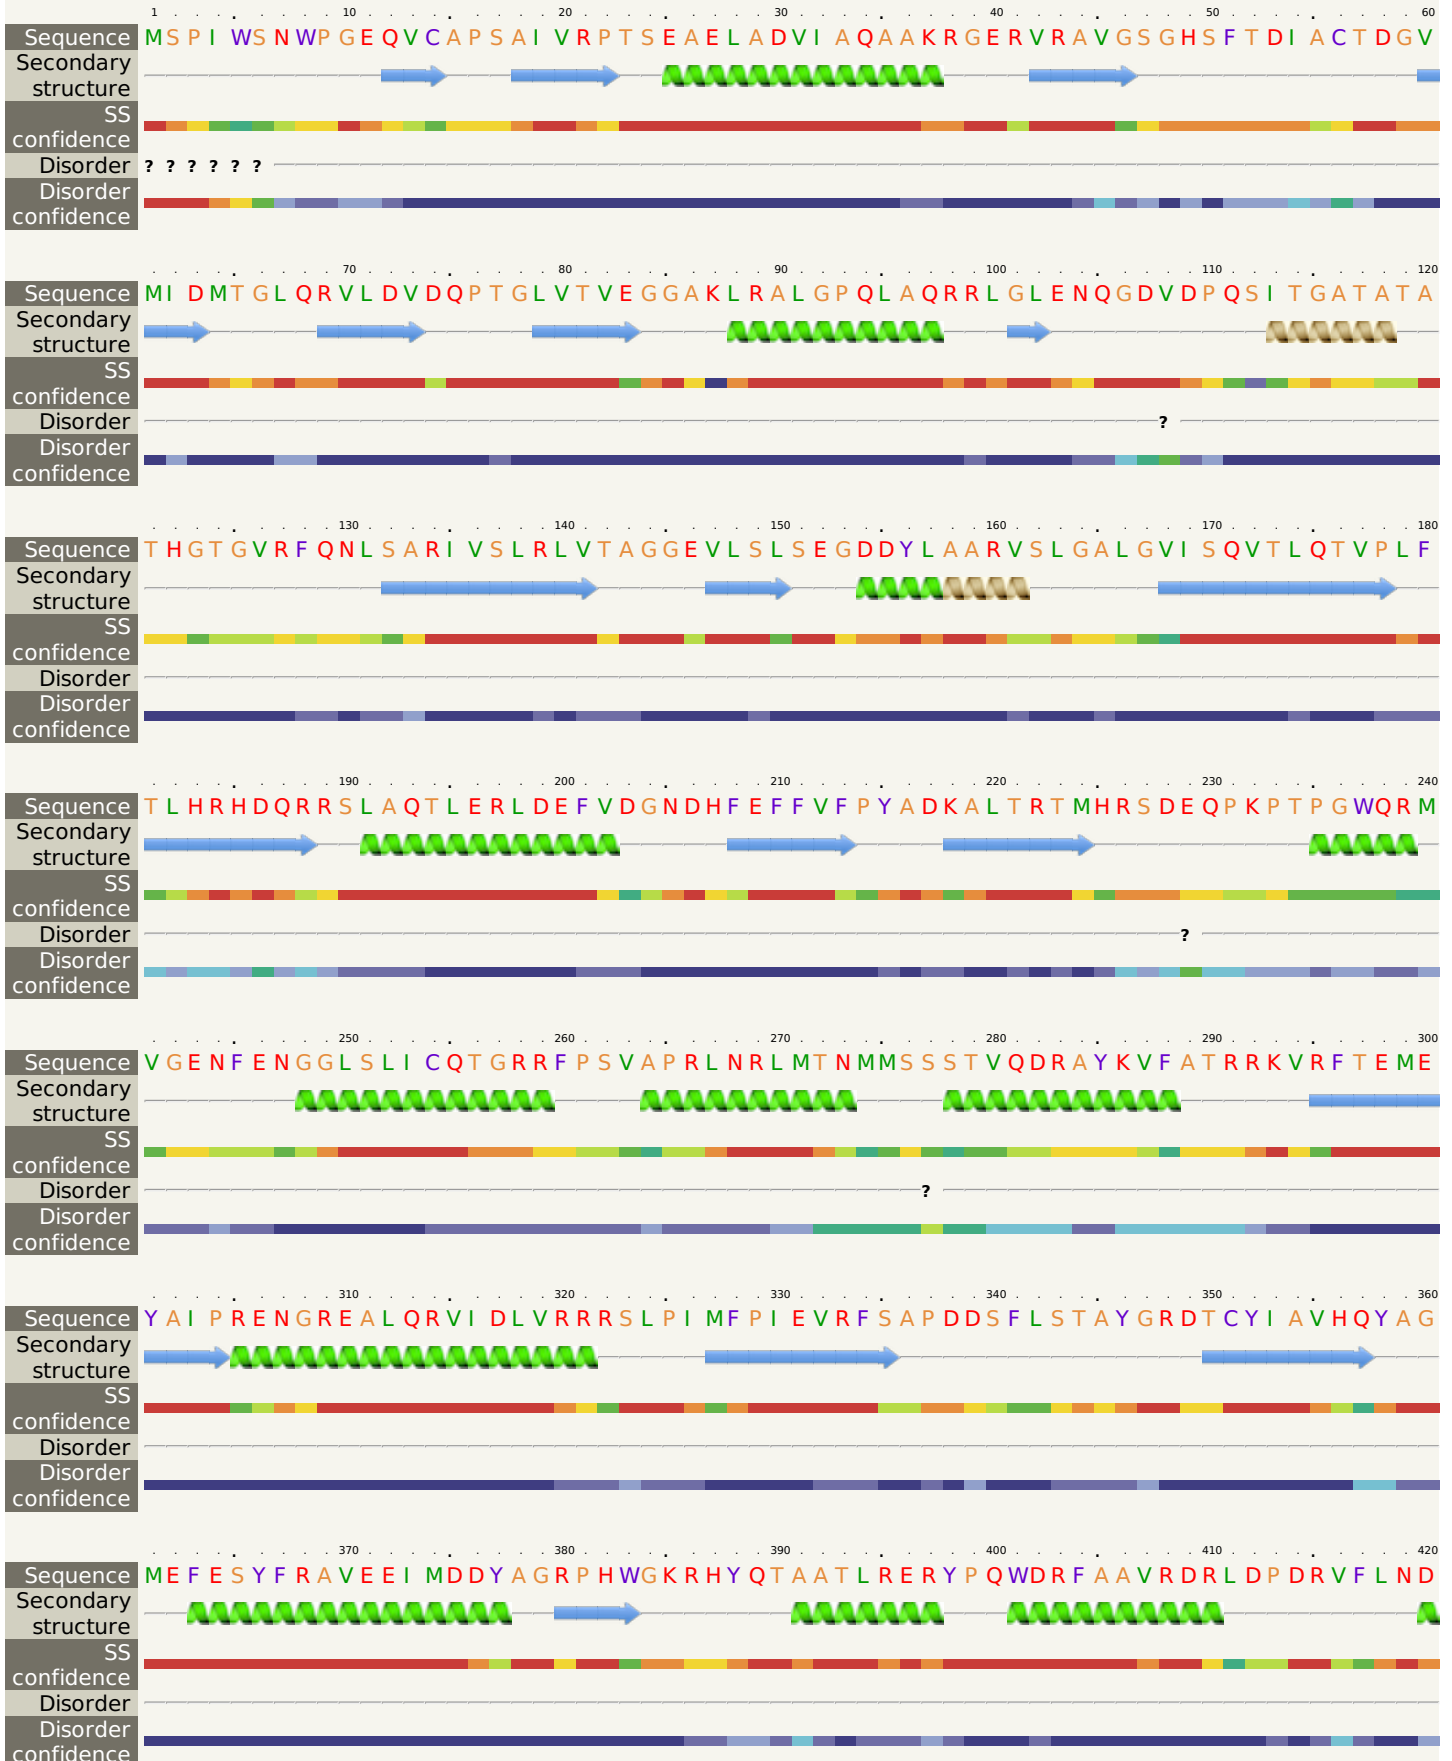 1 10 20 30 40 50 60
Sequence MSPIWSNWPGEQVCAPSAIVRPTSEAELADVIAQAAKRGERVRAVGSGHSFTDIACTDGV
Secondary
structure
SS
confidence
Disorder ? ? ? ? ? ?
Disorder
confidence
70 80 90 100 110 120
Sequence MIDMTGLQRVLDVDQPTGLVTVEGGAKLRALGPQLAQRRLGLENQGDVDPQSITGATATA
Secondary
structure
SS
confidence
Disorder ?
Disorder
confidence
130 140 150 160 170 180
Sequence THGTGVRFQNLSARIVSLRLVTAGGEVLSLSEGDDYLAARVSLGALGVISQVTLQTVPLF
Secondary
structure
SS
confidence
Disorder
Disorder
confidence
190 200 210 220 230 240
Sequence TLHRHDQRRSLAQTLERLDEFVDGNDHFEFFVFPYADKALTRTMHRSDEQPKPTPGWQRM
Secondary
structure
SS
confidence
Disorder ?
Disorder
confidence
250 260 270 280 290 300
Sequence VGENFENGGLSLICQTGRRFPSVAPRLNRLMTNMMSSSTVQDRAYKVFATRRKVRFTEME
Secondary
structure
SS
confidence
Disorder ?
Disorder
confidence
310 320 330 340 350 360
Sequence YAIPRENGREALQRVIDLVRRRSLPIMFPIEVRFSAPDDSFLSTAYGRDTCYIAVHQYAG
Secondary
structure
SS
confidence
Disorder
Disorder
confidence
370 380 390 400 410 420
Sequence MEFESYFRAVEEIMDDYAGRPHWGKRHYQTAATLRERYPQWDRFAAVRDRLDPDRVFLND
Secondary
structure
SS
confidence
Disorder
Disorder
confidence